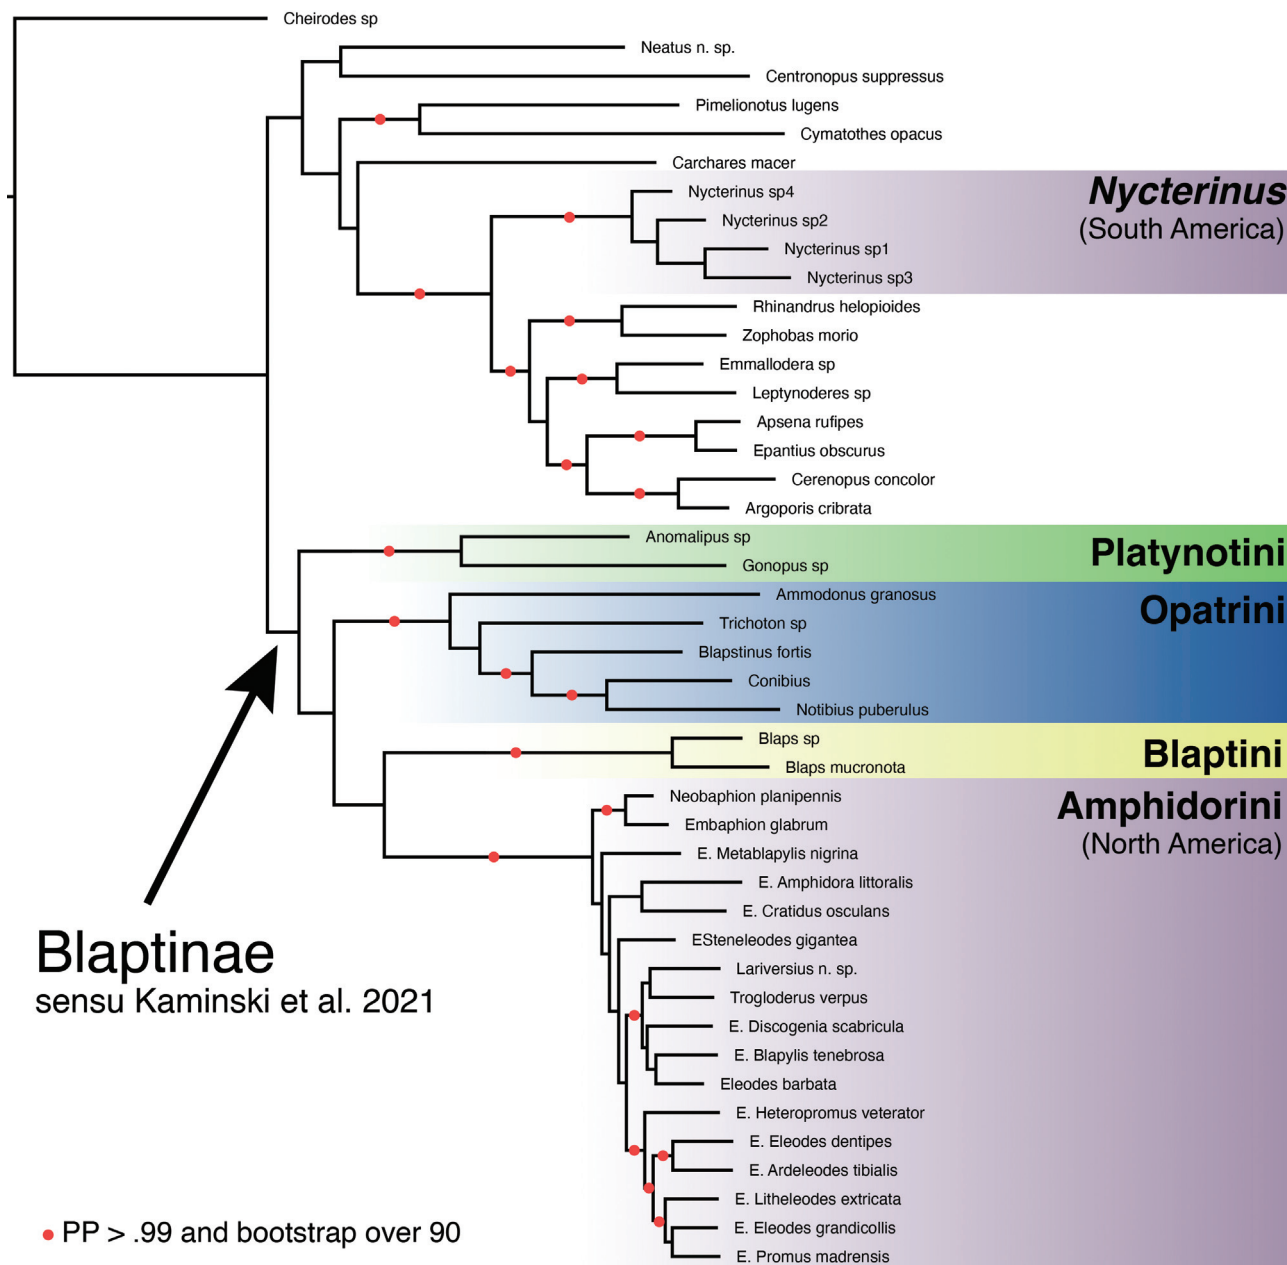 Cheirodes sp
Neatus n. sp.
Centronopus suppressus
Pimelionotus lugens
Cymatothes opacus
Carchares macer
Nycterinus sp4
Nycterinus sp2
Nycterinus sp1
Nycterinus sp3
Nycterinus
(South America)
Rhinandrus helopioides
Zophobas morio
Emmallodera sp
Leptynoderes sp
Apsena rufipes
Epantius obscurus
Cerenopus concolor
Argoporis cribrata
Anomalipus sp
Gonopus sp
Platynotini
Ammodonus granosus
Trichoton sp
Blapstinus fortis
Conibius
Notibius puberulus
Opatrini
Blaps sp
Blaps mucronota
Blaptini
Neobaphion planipennis
Embaphion glabrum
E. Metablapylis nigrina
E. Amphidora littoralis
E. Cratidus osculans
ESteneleodes gigantea
Lariversius n. sp.
Trogloderus verpus
E. Discogenia scabricula
E. Blapylis tenebrosa
Eleodes barbata
E. Heteropromus veterator
E. Eleodes dentipes
E. Ardeleodes tibialis
E. Litheleodes extricata
E. Eleodes grandicollis
E. Promus madrensis
Amphidorini
(North America)
Blaptinae
sensu Kaminski et al. 2021
PP > .99 and bootstrap over 90